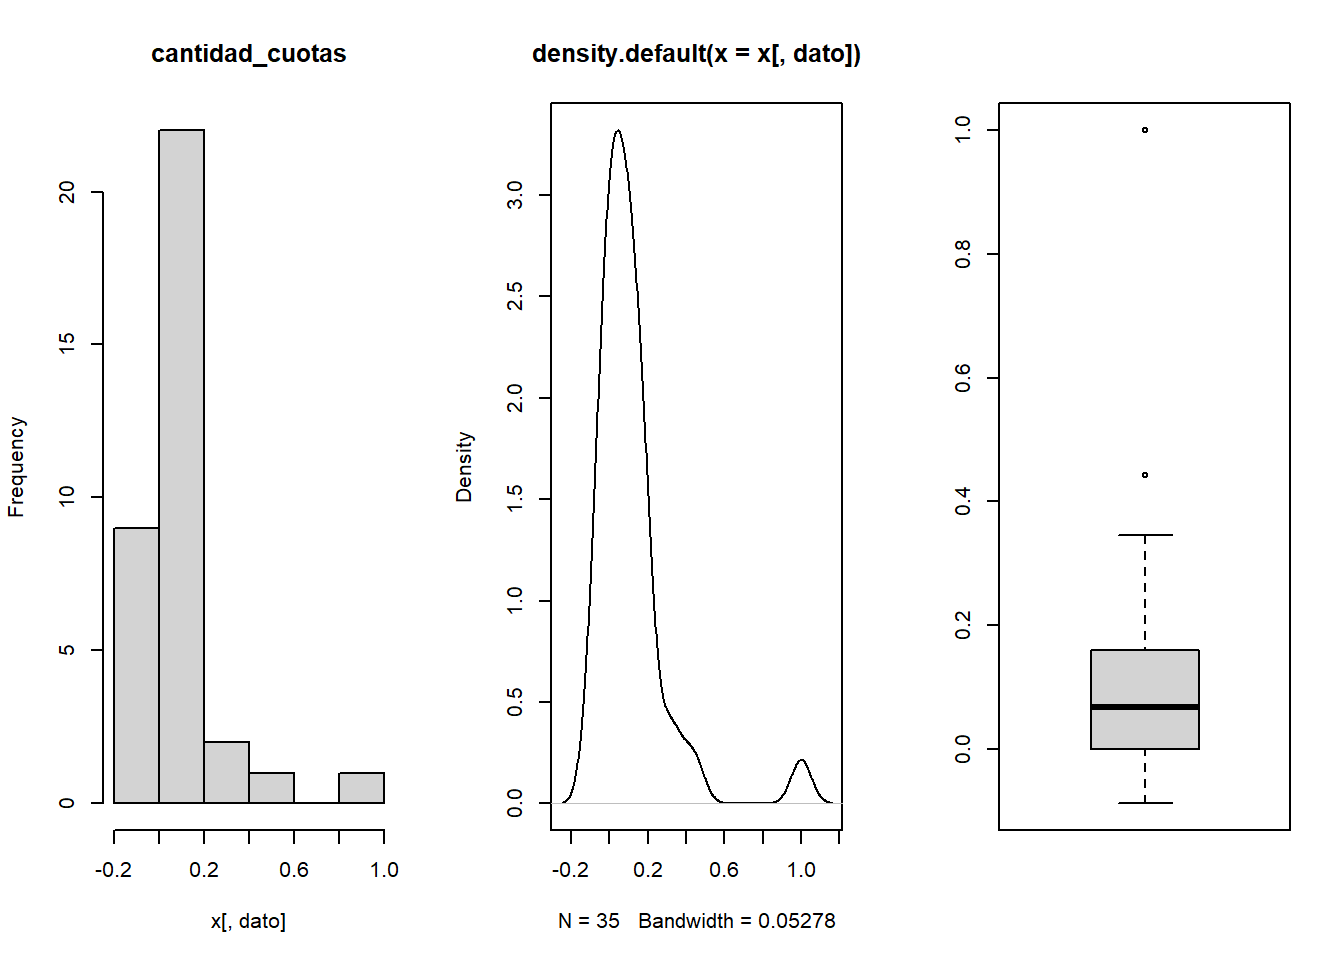 cantidad_cuotas
Frequency
0
5
10
15
20
-0.2 0.2 0.6 1.0
x[, dato]
density.default(x = x[, dato])
Density
0.0
0.5
1.0
1.5
2.0
2.5
3.0
-0.2 0.2 0.6 1.0
N = 35 Bandwidth = 0.05278
0.0
0.2
0.4
0.6
0.8
1.0